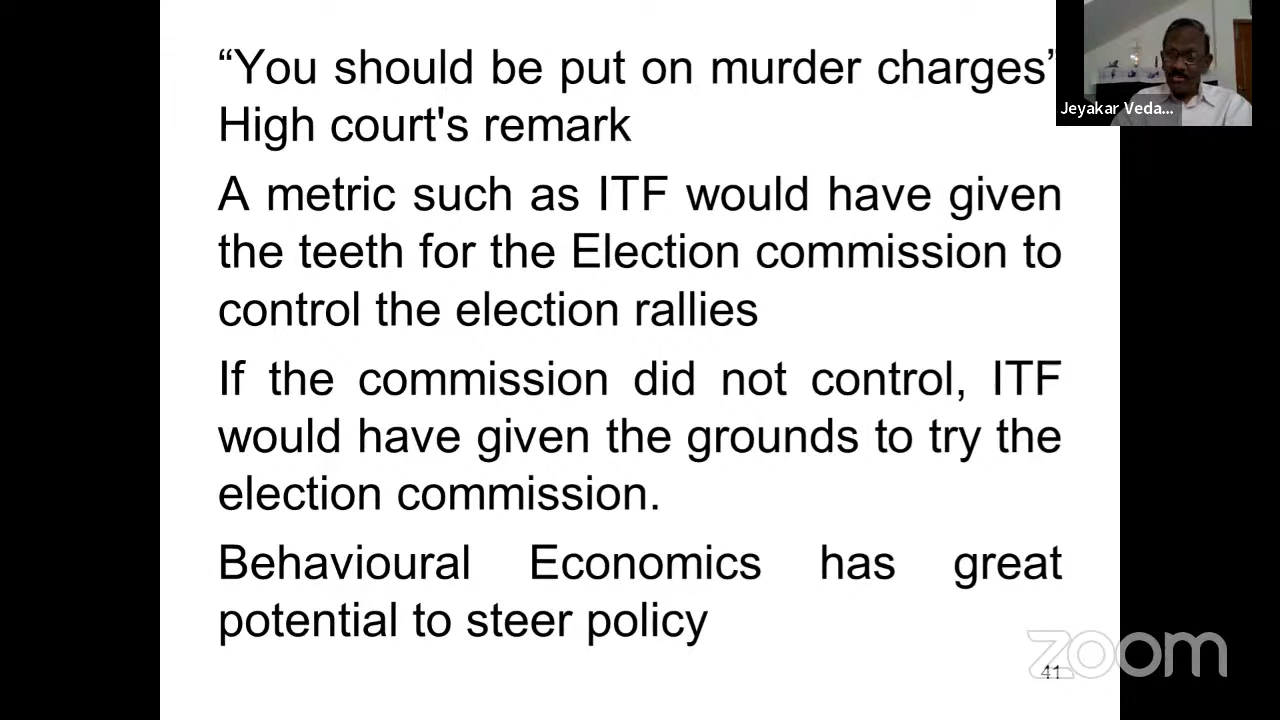 “You should be put on murder charges”
High court's remark
A metric such as ITF would have given
the teeth for the Election commission to
control the election rallies
If the commission did not control, ITF
would have given the grounds to try the
election commission.
Behavioural Economics has great
potential to steer policy
41
zoom
Jeyakar Veda...